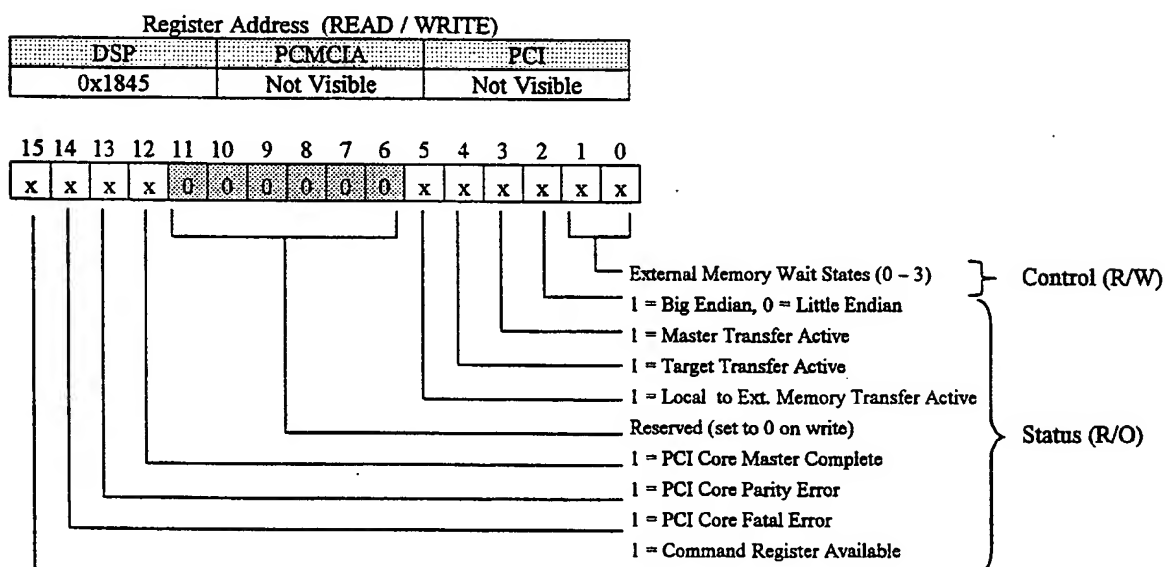 Register Address (READ / WRITE)
DSP PCMCIA PCI
0x1845 Not Visible Not Visible
15 14 13 12 11 10 9 8 7 6 5 4 3 2 1 0
x x x x 0 0 0 0 0 0 x x x x x x
External Memory Wait States (0 – 3)
Control (R/W)
1 = Big Endian, 0 = Little Endian
1 = Master Transfer Active
1 = Target Transfer Active
1 = Local to Ext. Memory Transfer Active
Reserved (set to 0 on write)
Status (R/O)
1 = PCI Core Master Complete
1 = PCI Core Parity Error
1 = PCI Core Fatal Error
1 = Command Register Available